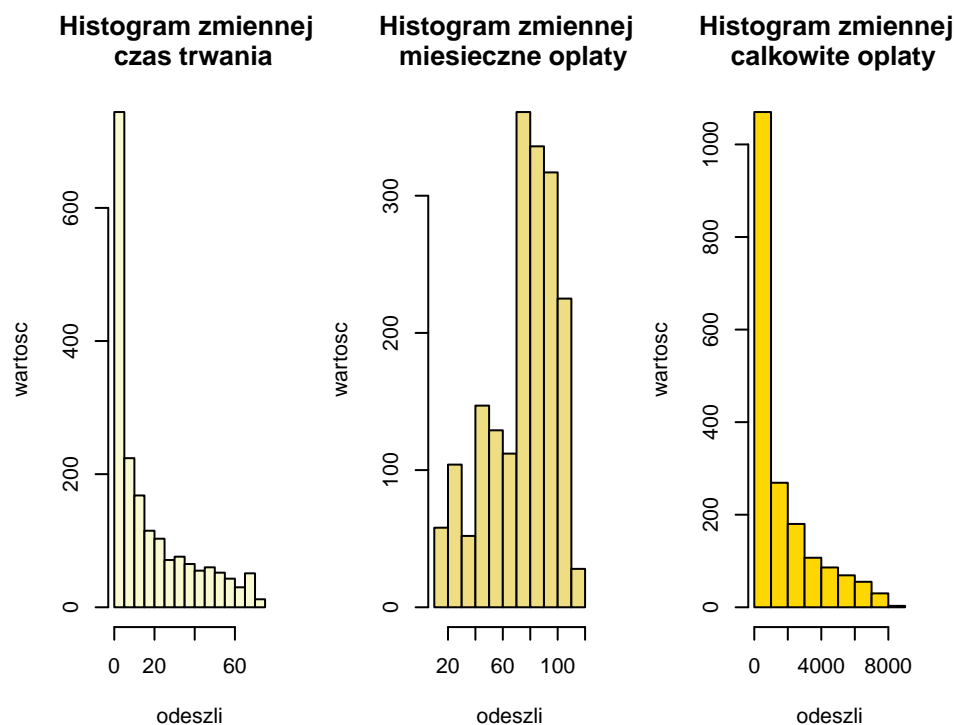 Histogram zmiennej
czas trwania
wartosc
0 200 400 600
0 20 60
odeszli
Histogram zmiennej
miesieczne oplaty
wartosc
0 100 200 300
20 60 100
odeszli
Histogram zmiennej
calkowite oplaty
wartosc
0 200 400 600 800 1000
0 4000 8000
odeszli